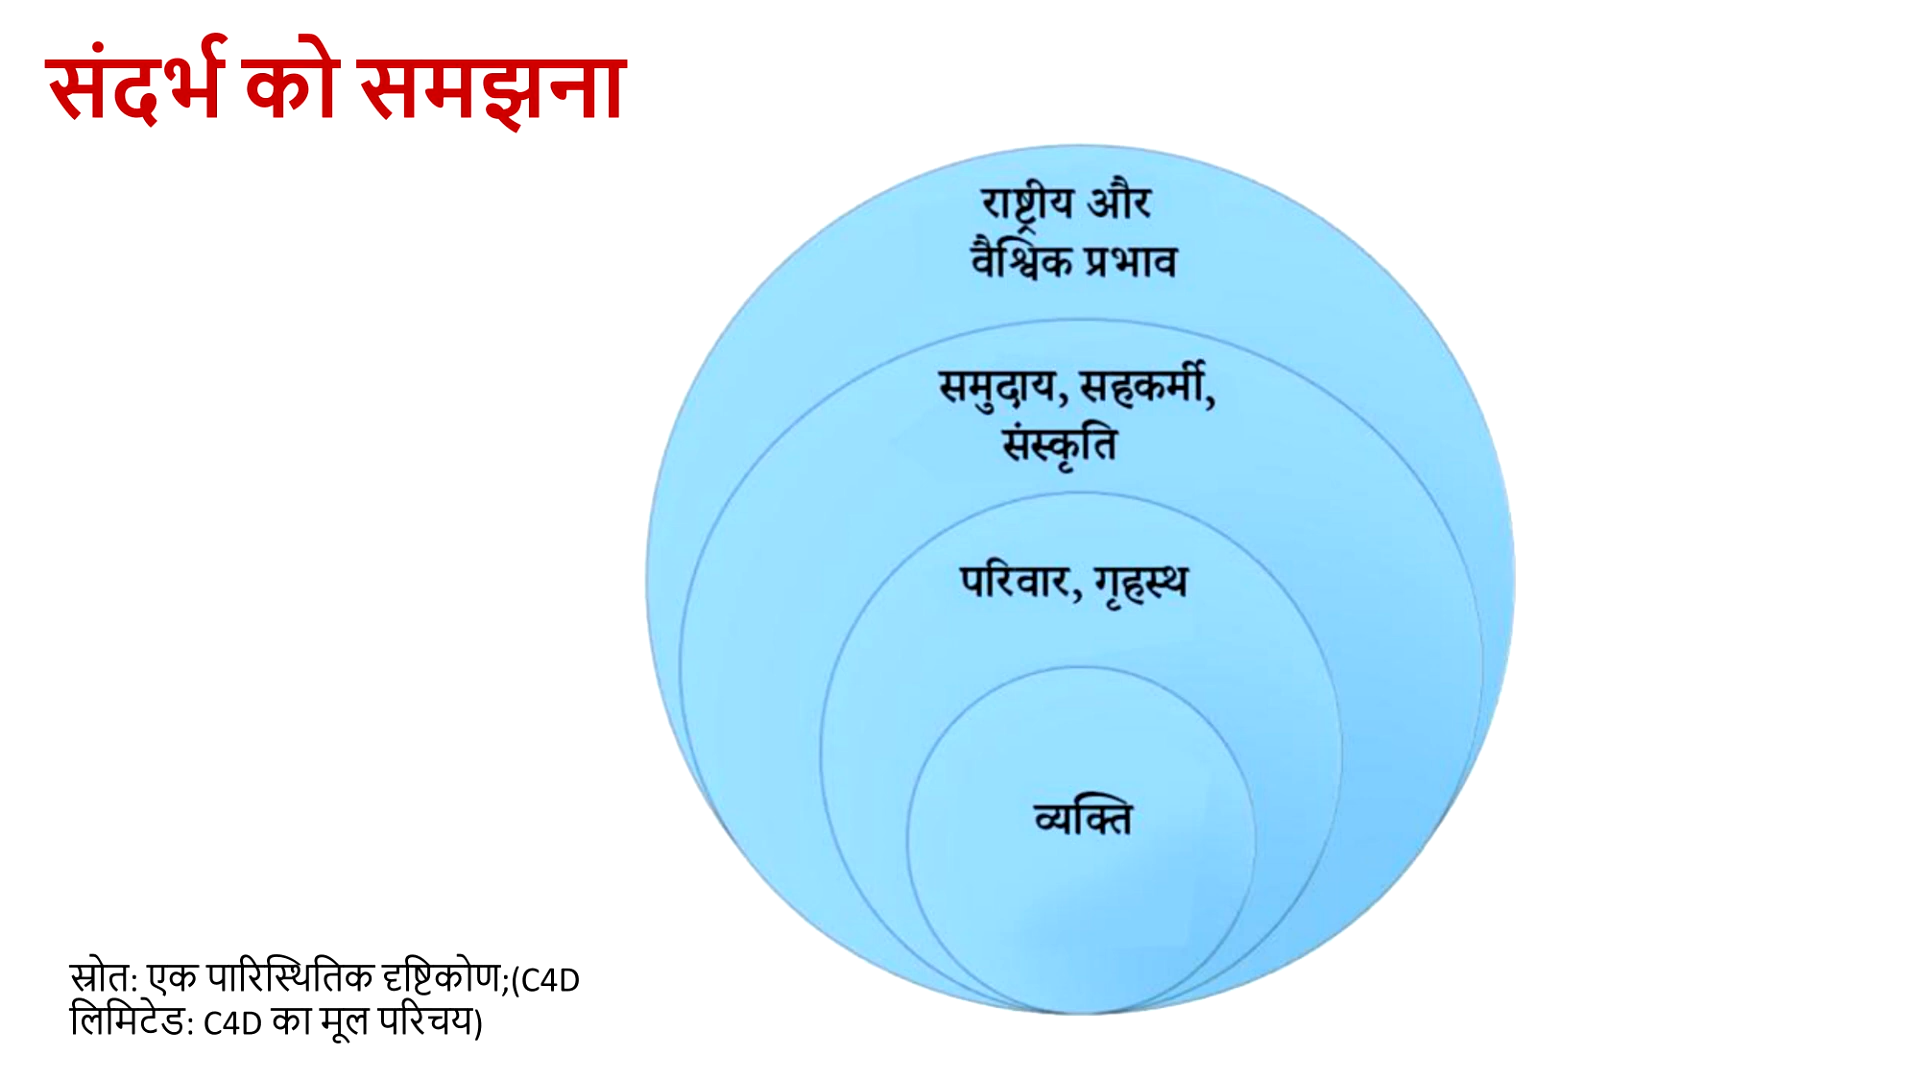 संदर्भ को समझना
राष्ट्रीय और
वैश्विक प्रभाव
समुदाय, सहकर्मी,
संस्कृति
परिवार, गृहस्थ
व्यक्ति
स्रोत: एक पारिस्थितिक दृष्टिकोण;(C4D
लिमिटेड: C4D का मूल परिचय)